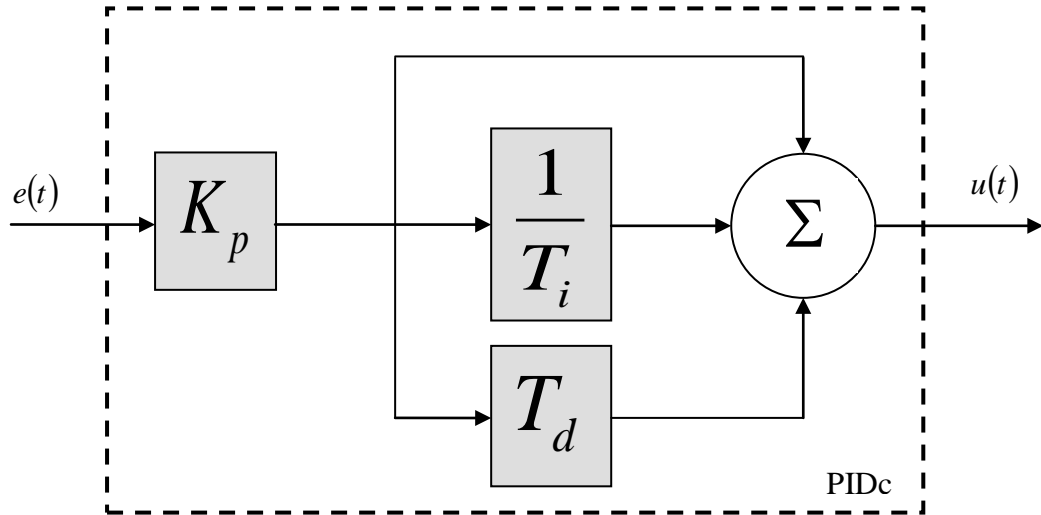 e(t)
K_p
1
T_i
Σ
u(t)
T_d
PIDc